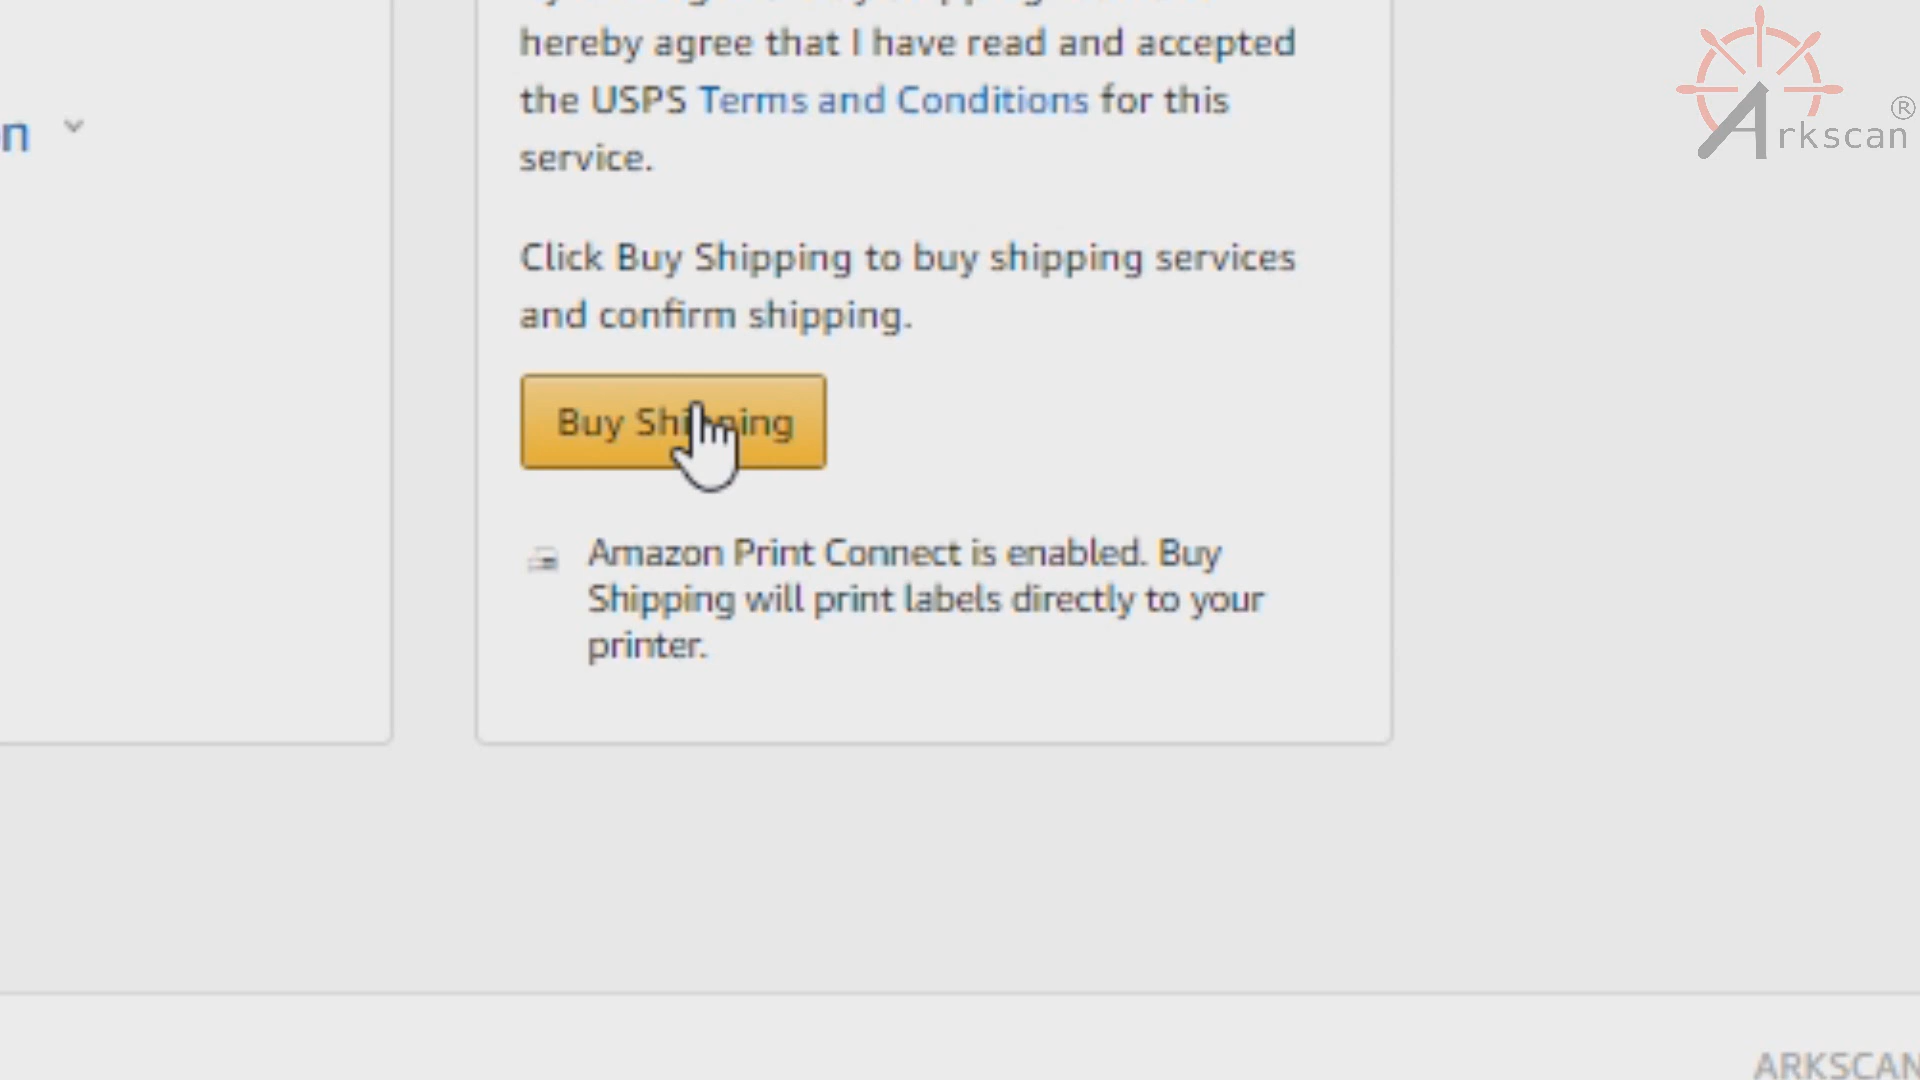 hereby agree that I have read and accepted
the USPS Terms and Conditions for this
service.
Click Buy Shipping to buy shipping services
and confirm shipping.
Buy Shipping
Amazon Print Connect is enabled. Buy
Shipping will print labels directly to your
printer.
n
Arkscan®
ARKSCAN